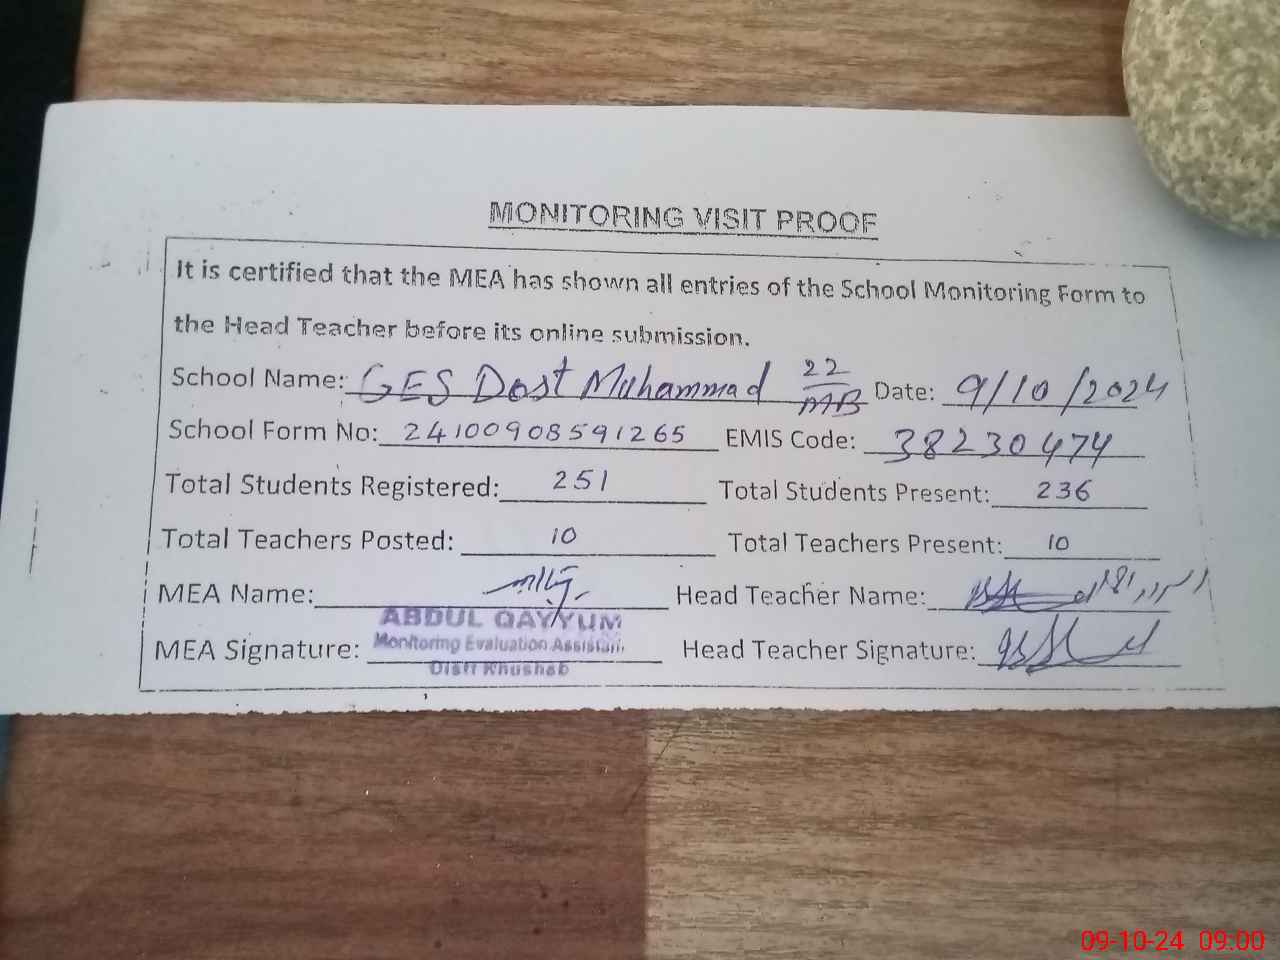 MONITORING VISIT PROOF
It is certified that the MEA has shown all entries of the School Monitoring Form to
the Head Teacher before its online submission.
School Name: GES Dost Muhammad 22/MB Date: 9/10/2024
School Form No: 24100908591265 EMIS Code: 38230474
Total Students Registered: 251 Total Students Present: 236
Total Teachers Posted: 10 Total Teachers Present: 10
MEA Name: Head Teacher Name:
ABDUL QAYYUM
Monitoring Evaluation Assistan.
MEA Signature: Head Teacher Signature:
Distt Khushab
09-10-24 09:00